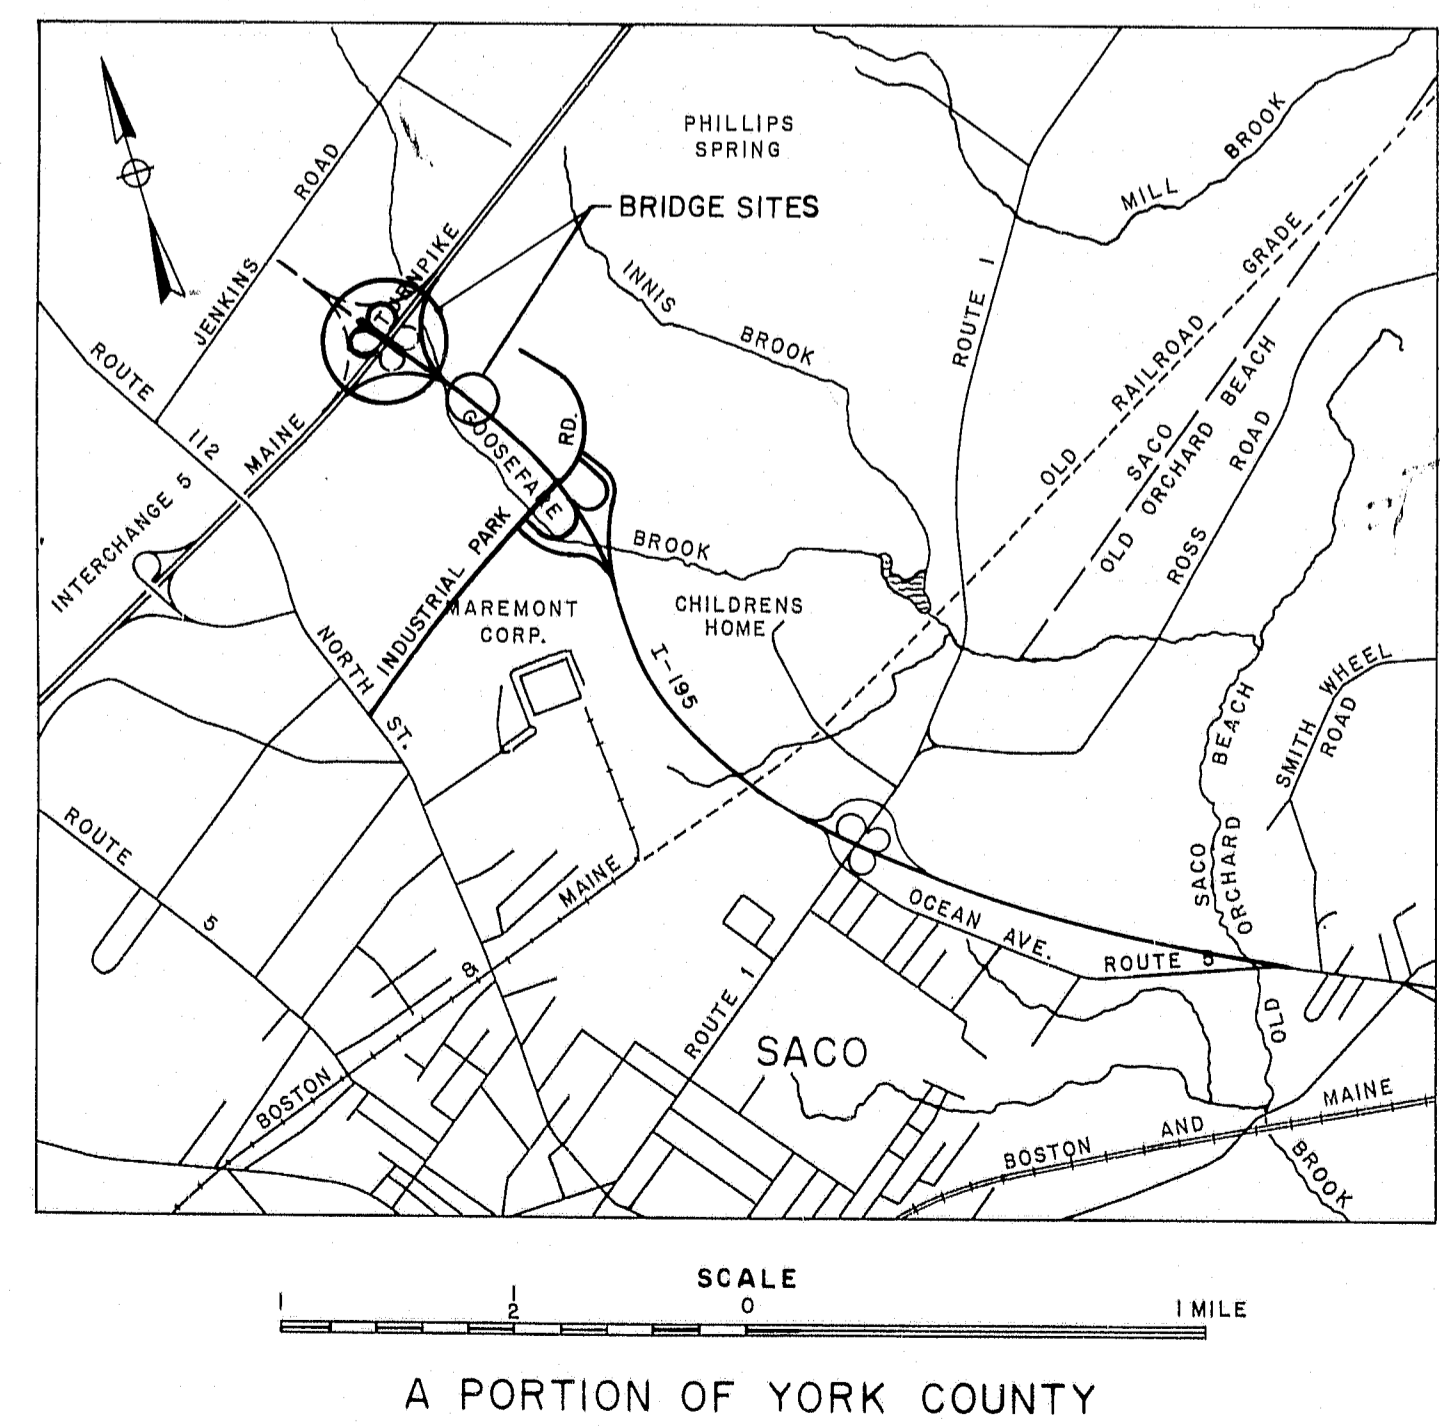 PHILLIPS
SPRING
BRIDGE SITES
MILL BROOK
JENKINS ROAD
TURNPIKE
INNIS BROOK
ROUTE 1
OLD RAILROAD GRADE
SACO
OLD ORCHARD BEACH
ROSS ROAD
ROUTE 112
MAINE
INTERCHANGE 5
GOOSEFARE BROOK
INDUSTRIAL PARK RD.
MAREMONT
CORP.
CHILDRENS
HOME
I-195
NORTH ST.
SMITH WHEEL
ROAD
SACO
OLD ORCHARD BEACH
ROUTE 5
BOSTON & MAINE
OCEAN AVE.
ROUTE 5
ROUTE 1
SACO
BOSTON AND MAINE
BROOK
SCALE
1 1/2 0 1 MILE
A PORTION OF YORK COUNTY